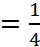 = 1/4